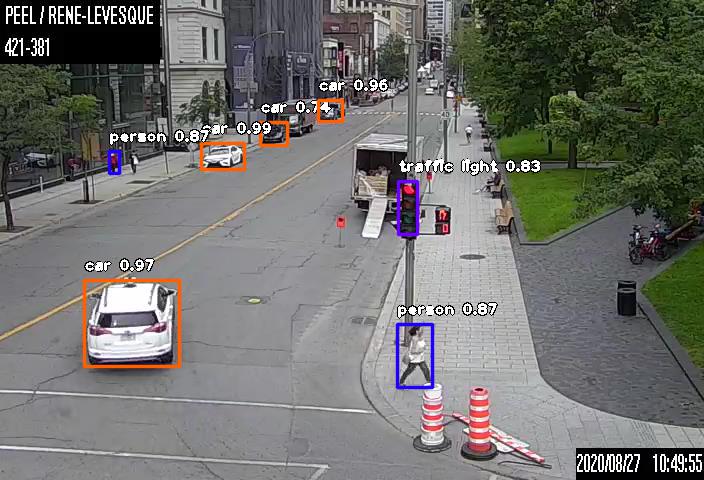 PEEL / RENE-LEVESQUE
421-381
car 0.96
car 0.74
person 0.87
car 0.99
traffic light 0.83
car 0.97
person 0.87
0
2020/08/27 10:49:55